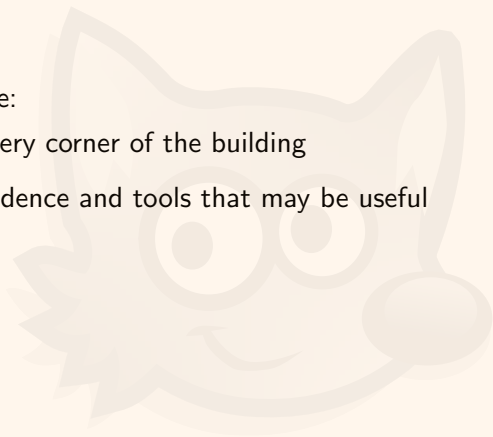 e:
ery corner of the building
dence and tools that may be useful